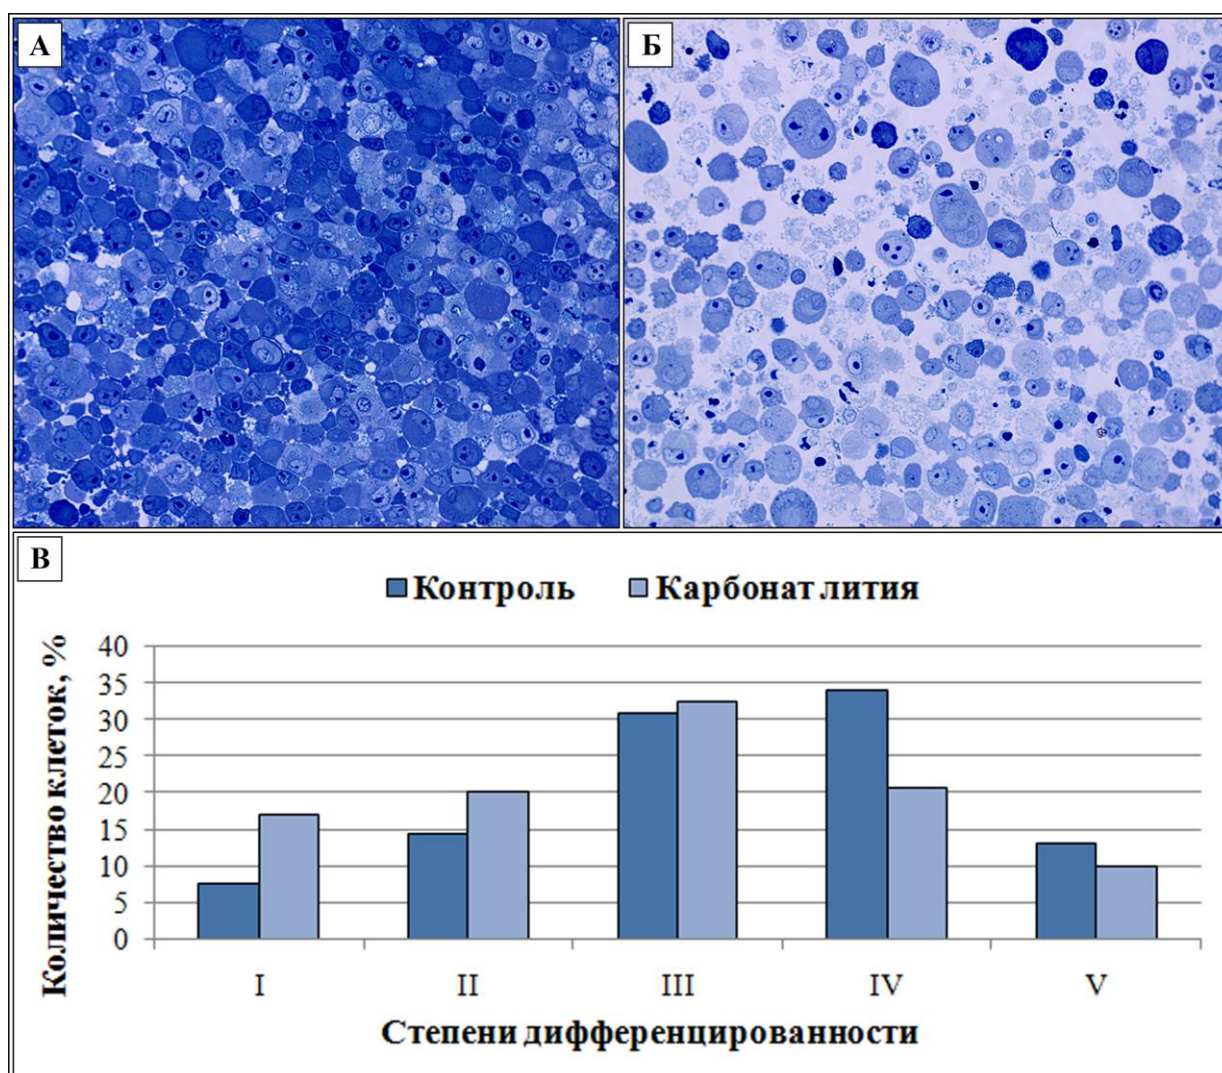 А
Б
В
Контроль
Карбонат лития
Количество клеток, %
40
35
30
25
20
15
10
5
0
I
II
III
IV
V
Степени дифференцированности